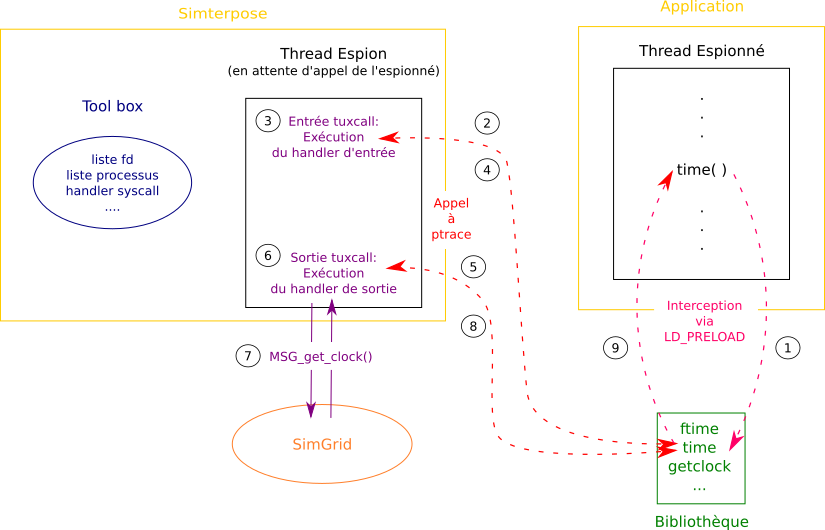 Simterpose
Application
Thread Espion
(en attente d'appel de l'espionné)
Thread Espionné
Tool box
liste fd
liste processus
handler syscall
....
3
Entrée tuxcall:
Exécution
du handler d'entrée
2
4
.
.
.
time( )
.
.
.
Appel
à
ptrace
6
Sortie tuxcall:
Exécution
du handler de sortie
5
8
Interception
via
LD_PRELOAD
9
1
7
MSG_get_clock()
SimGrid
ftime
time
getclock
...
Bibliothèque